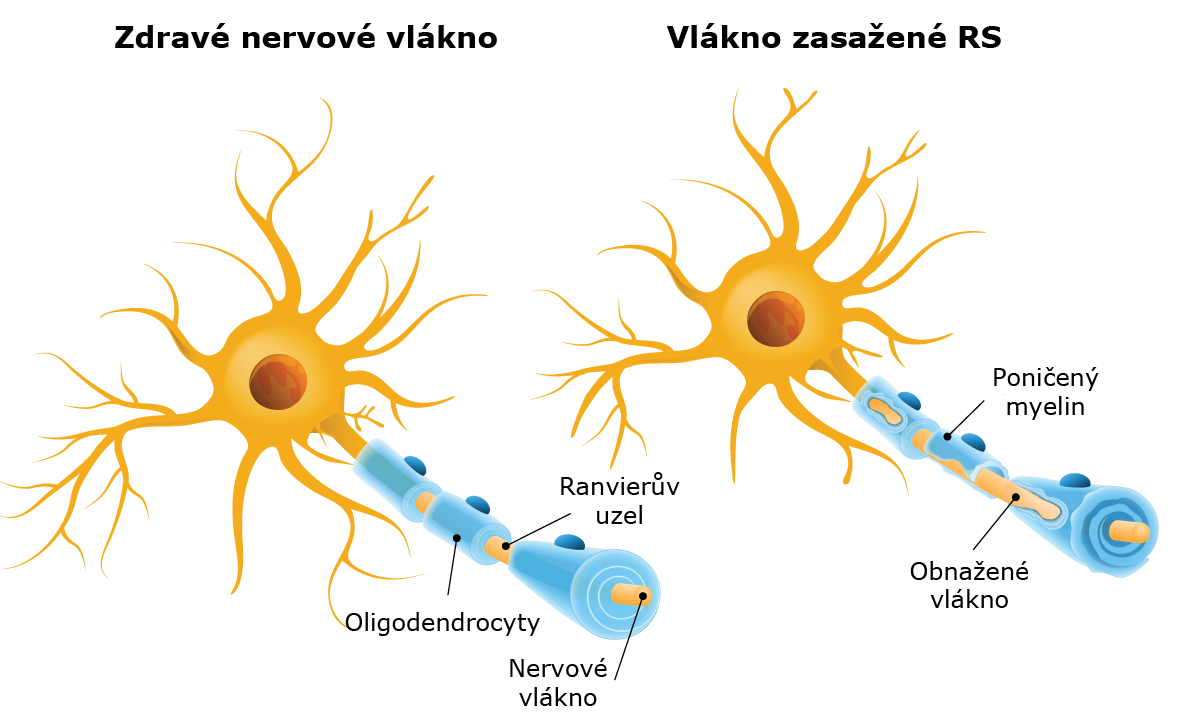 Zdravé nervové vlákno
Vlákno zasažené RS
Poničený
myelin
Ranvierův
uzel
Obnažené
vlákno
Oligodendrocyty
Nervové
vlákno